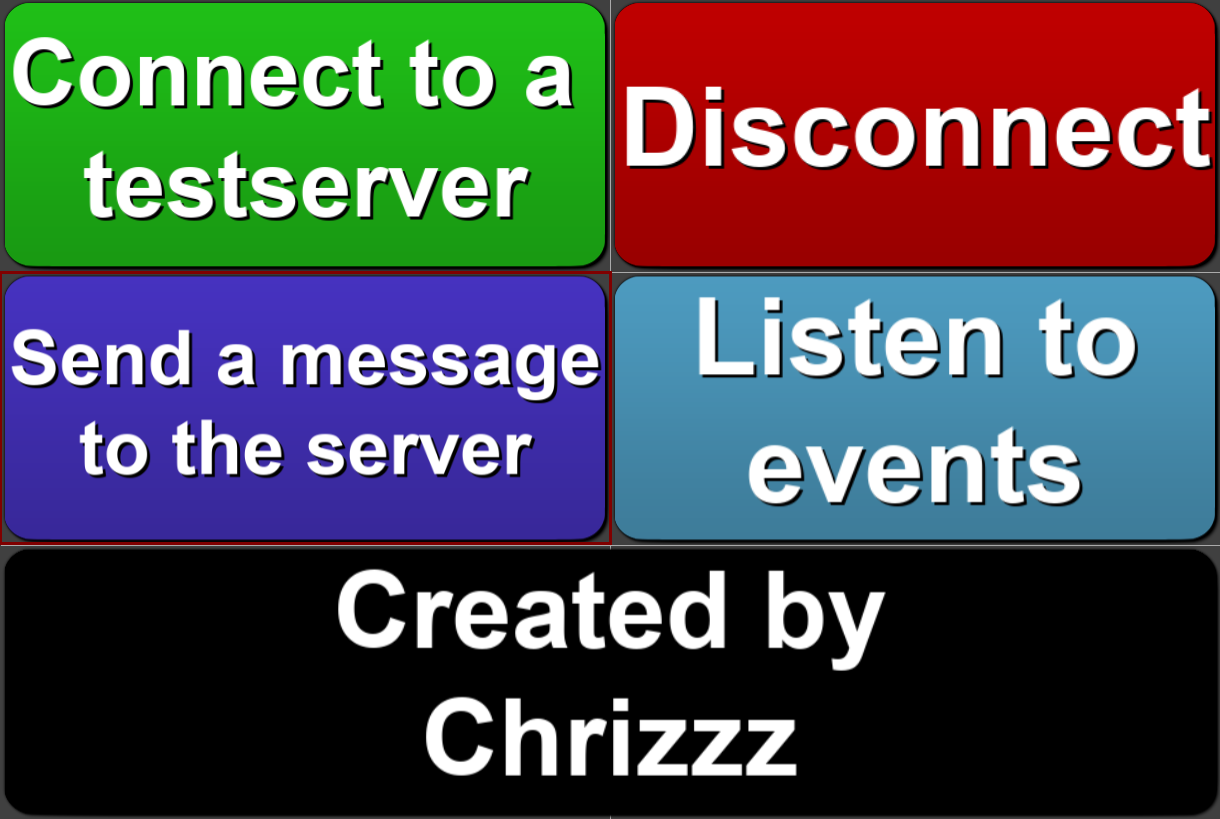 Connect to a
testserver
Disconnect
Send a message
to the server
Listen to
events
Created by
Chrizzz